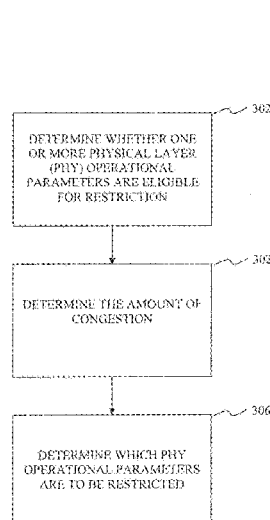 302
DETERMINE WHETHER ONE
OR MORE PHYSICAL LAYER
(PHY) OPERATIONAL
PARAMETERS ARE ELIGIBLE
FOR RESTRICTION
302
DETERMINE THE AMOUNT OF
CONGESTION
306
DETERMINE WHICH PHY
OPERATIONAL PARAMETERS
ARE TO BE RESTRICTED